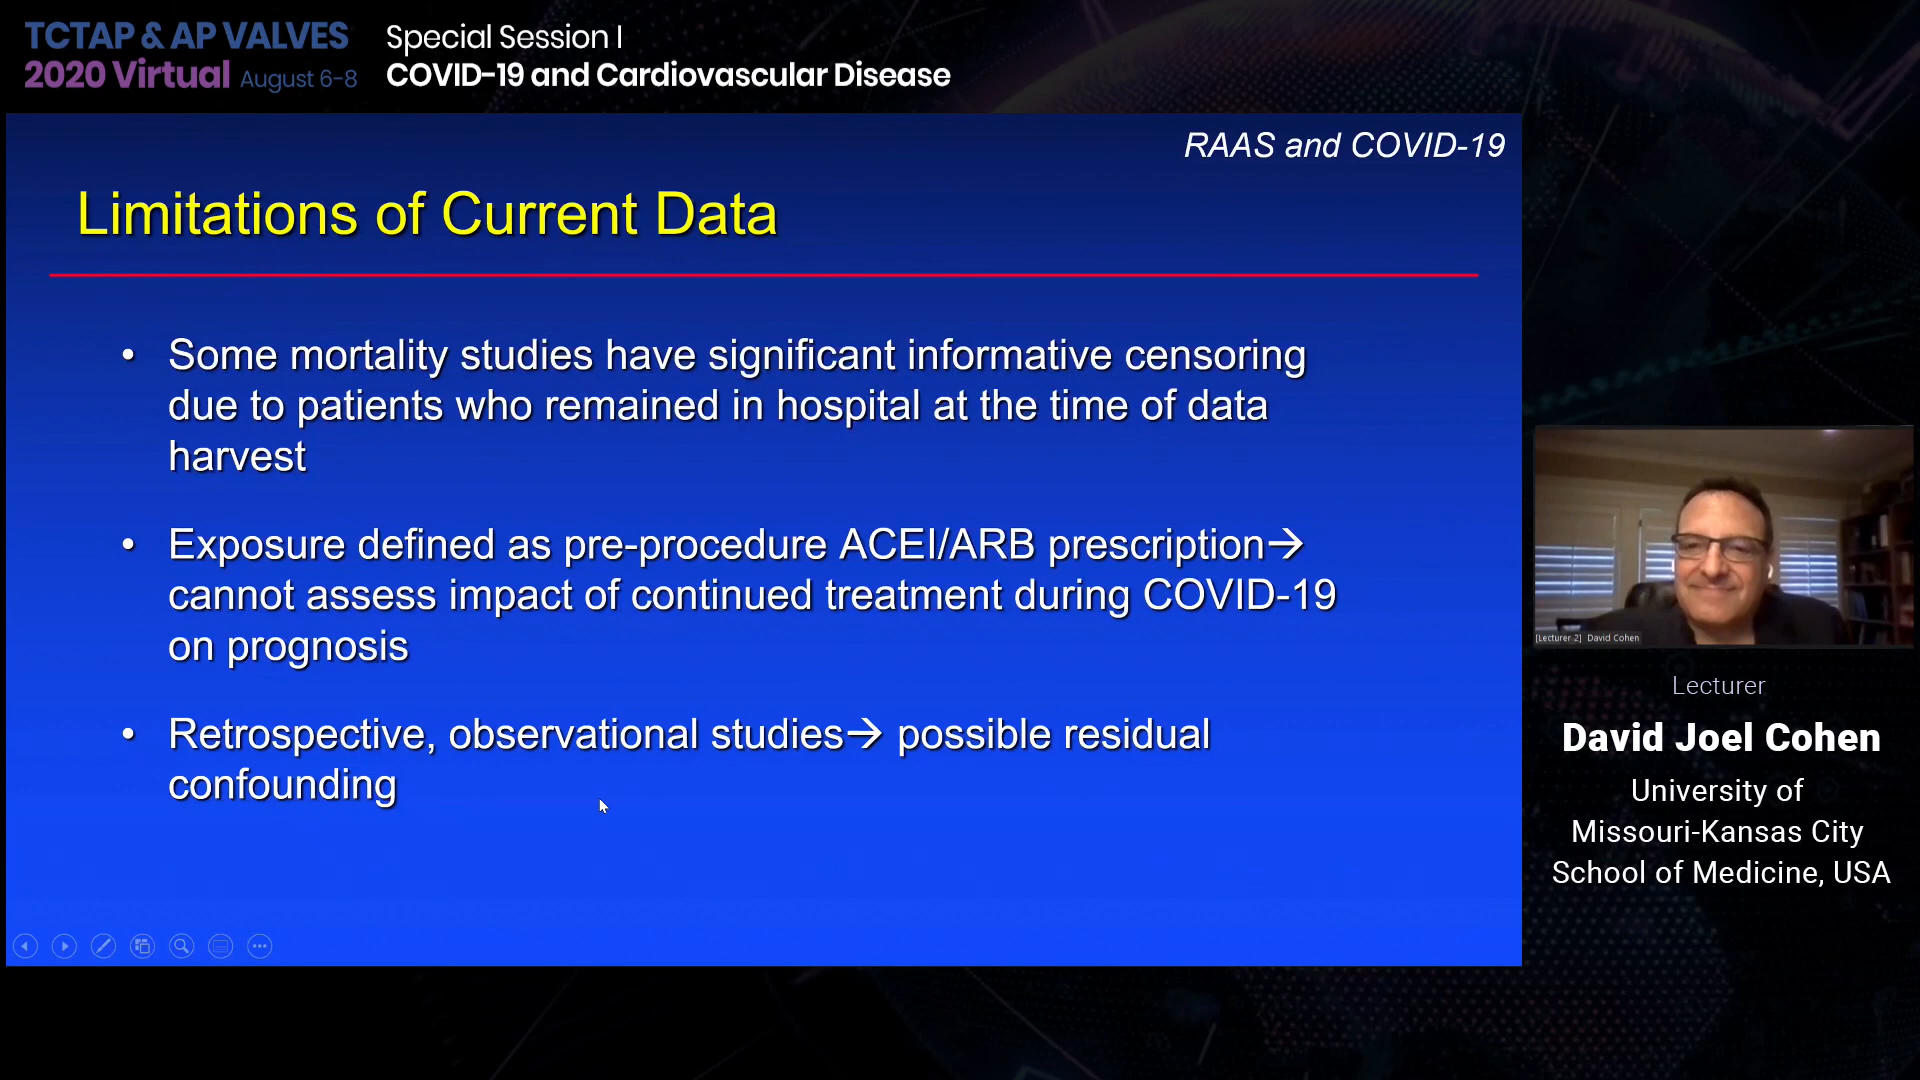 TCTAP & AP VALVES
2020 Virtual August 6-8
Special Session I
COVID-19 and Cardiovascular Disease
RAAS and COVID-19
Limitations of Current Data
• Some mortality studies have significant informative censoring
due to patients who remained in hospital at the time of data
harvest
• Exposure defined as pre-procedure ACEI/ARB prescription→
cannot assess impact of continued treatment during COVID-19
on prognosis
• Retrospective, observational studies→ possible residual
confounding
[Lecturer 2] David Cohen
Lecturer
David Joel Cohen
University of
Missouri-Kansas City
School of Medicine, USA